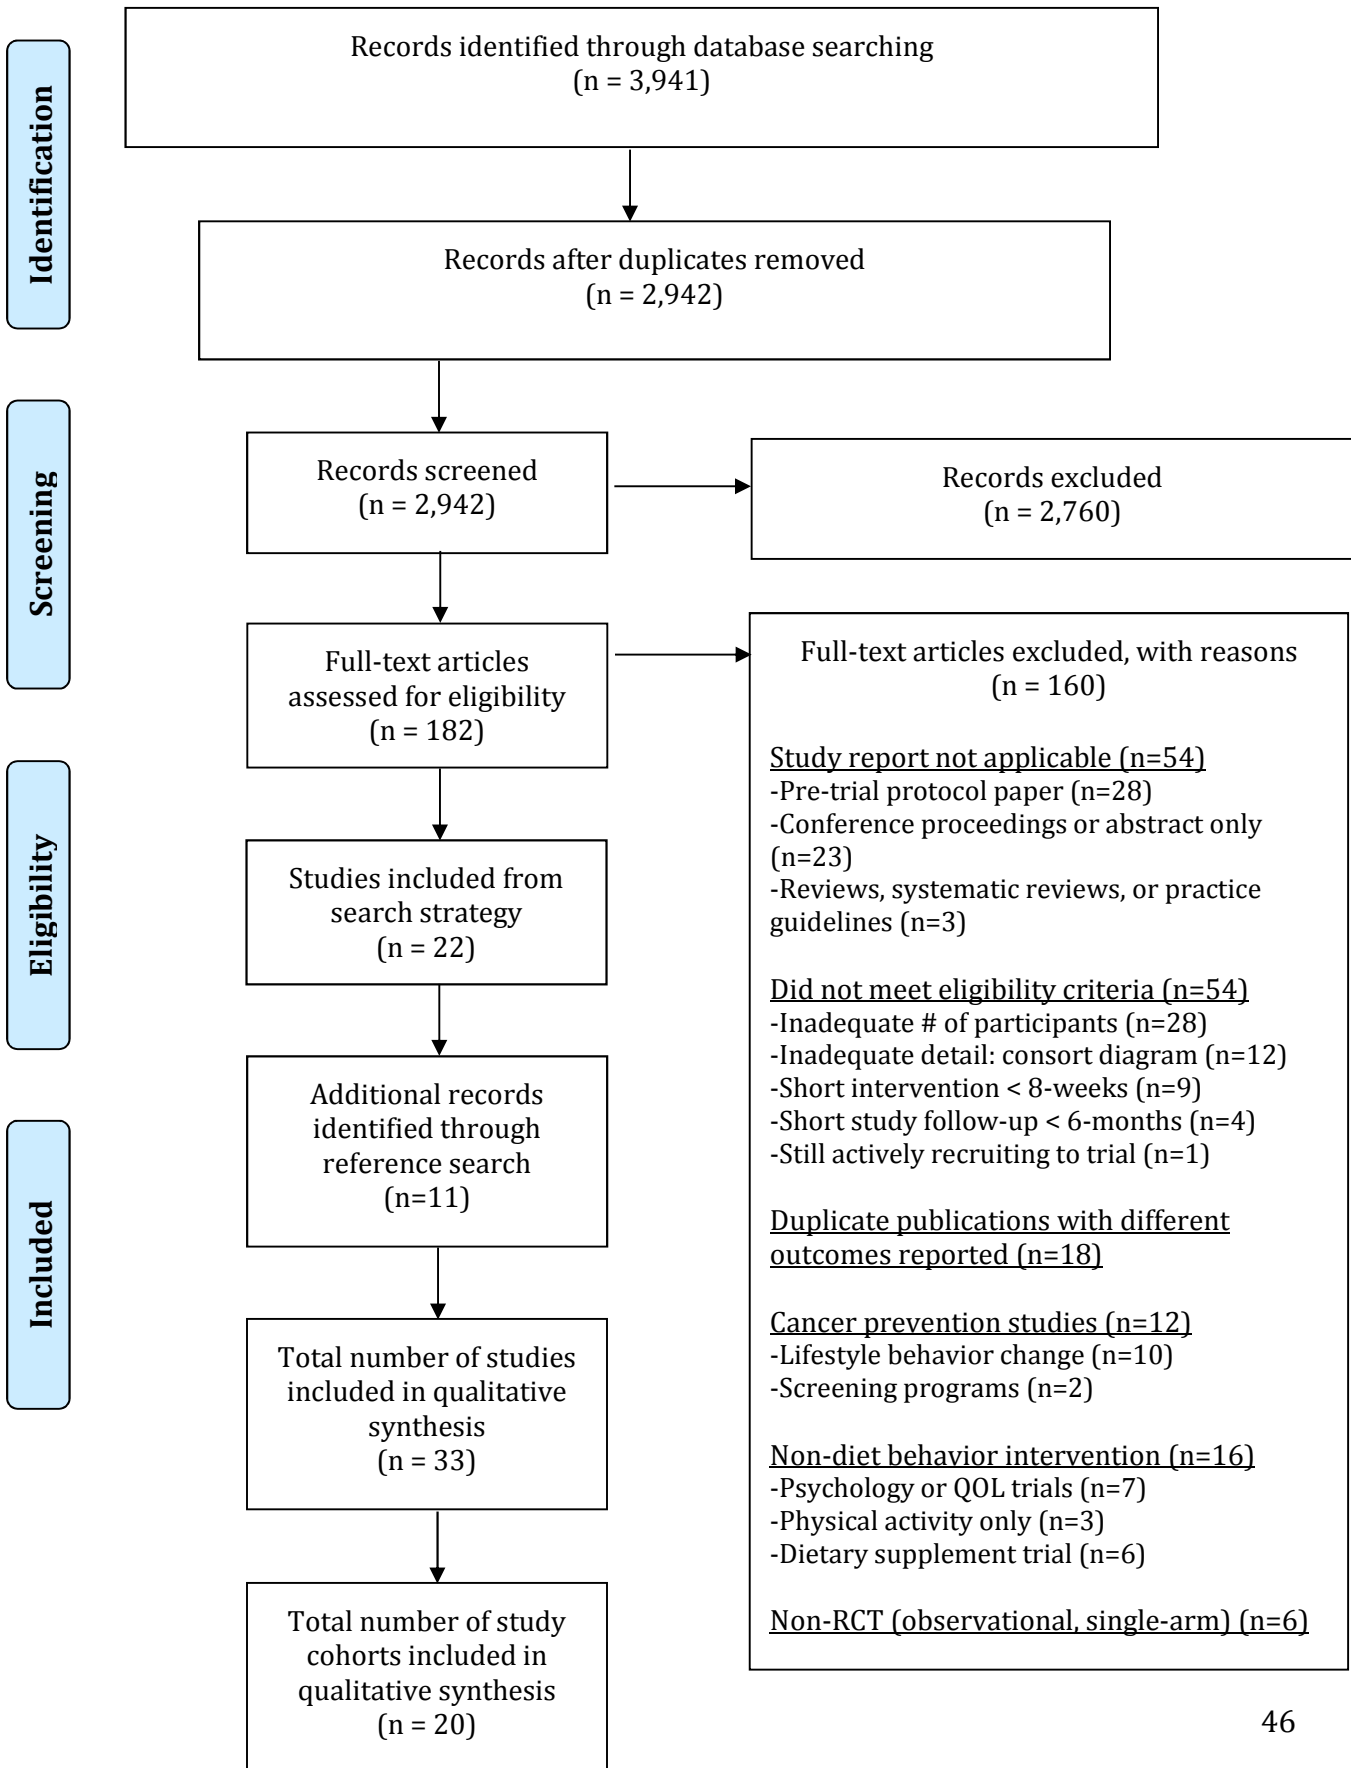 Identification
Records identified through database searching
(n = 3,941)
Records after duplicates removed
(n = 2,942)
Screening
Records screened
(n = 2,942)
Records excluded
(n = 2,760)
Full-text articles
assessed for eligibility
(n = 182)
Full-text articles excluded, with reasons
(n = 160)
Study report not applicable (n=54)
-Pre-trial protocol paper (n=28)
-Conference proceedings or abstract only
(n=23)
-Reviews, systematic reviews, or practice
guidelines (n=3)
Did not meet eligibility criteria (n=54)
-Inadequate # of participants (n=28)
-Inadequate detail: consort diagram (n=12)
-Short intervention < 8-weeks (n=9)
-Short study follow-up < 6-months (n=4)
-Still actively recruiting to trial (n=1)
Duplicate publications with different
outcomes reported (n=18)
Cancer prevention studies (n=12)
-Lifestyle behavior change (n=10)
-Screening programs (n=2)
Non-diet behavior intervention (n=16)
-Psychology or QOL trials (n=7)
-Physical activity only (n=3)
-Dietary supplement trial (n=6)
Non-RCT (observational, single-arm) (n=6)
Eligibility
Studies included from
search strategy
(n = 22)
Additional records
identified through
reference search
(n=11)
Included
Total number of studies
included in qualitative
synthesis
(n = 33)
Total number of study
cohorts included in
qualitative synthesis
(n = 20)
46